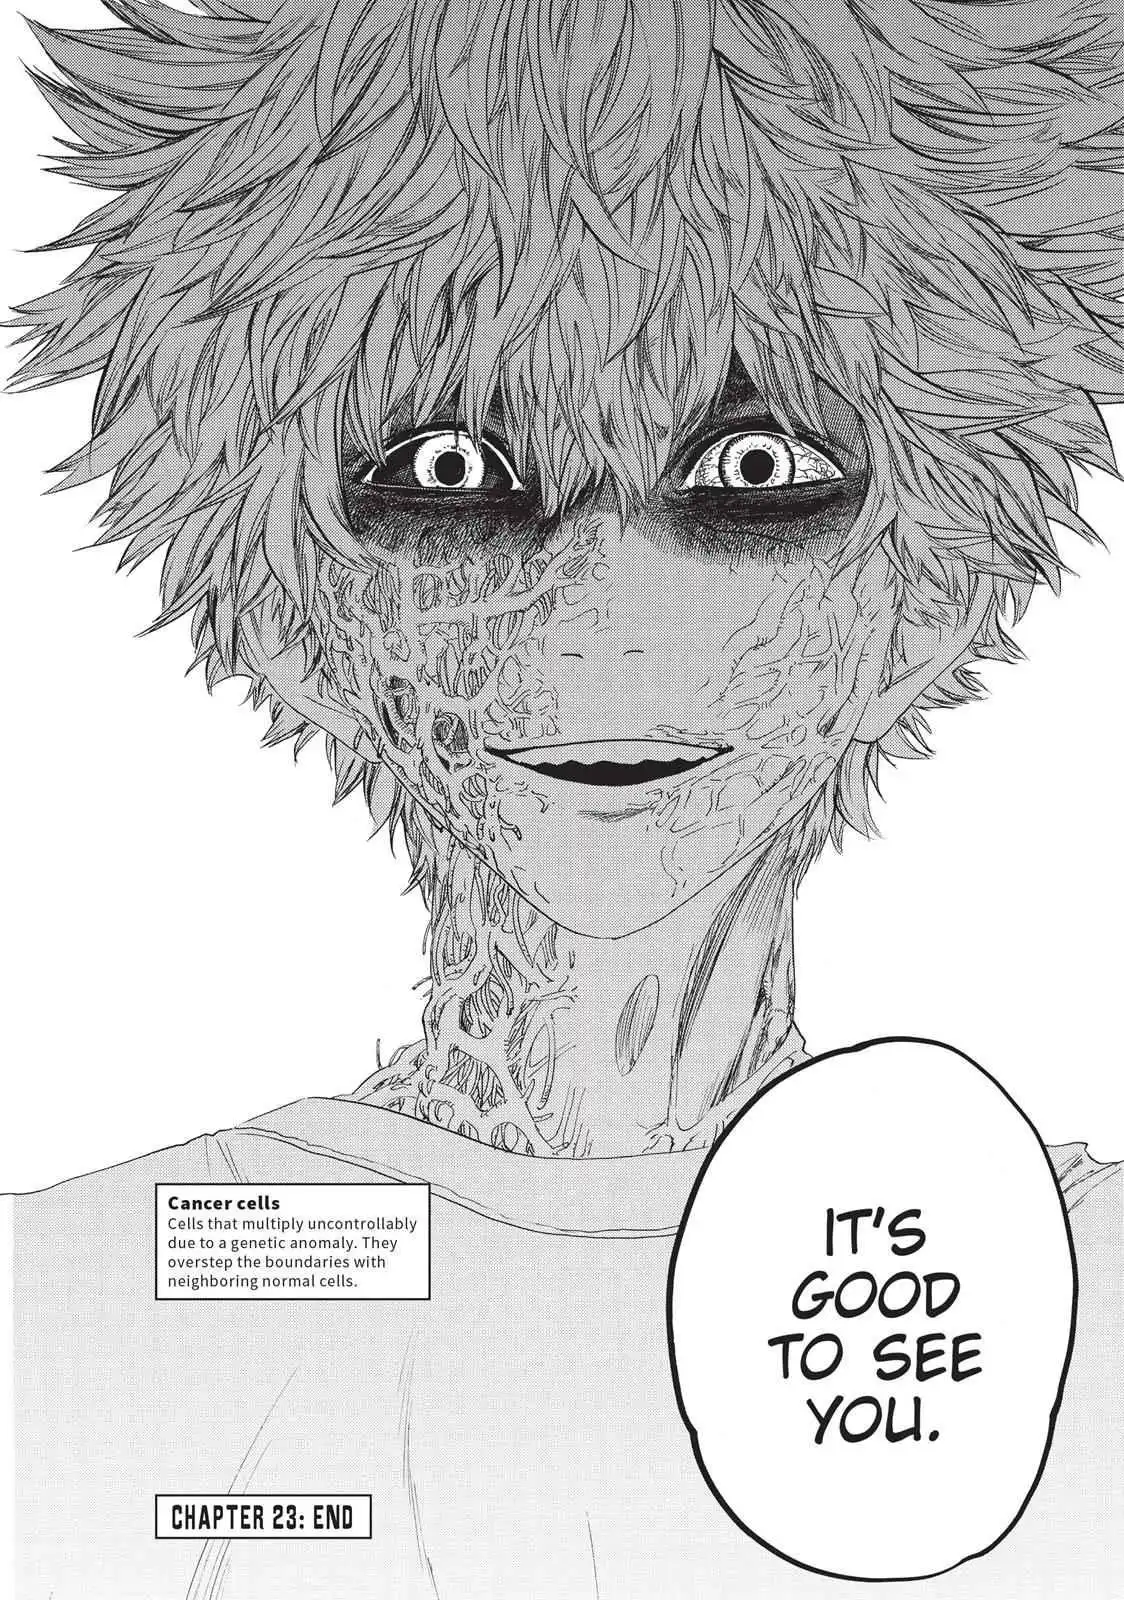 Cancer cells
Cells that multiply uncontrollably
due to a genetic anomaly. They
overstep the boundaries with
neighboring normal cells.
IT'S
GOOD
TO SEE
YOU.
CHAPTER 23: END